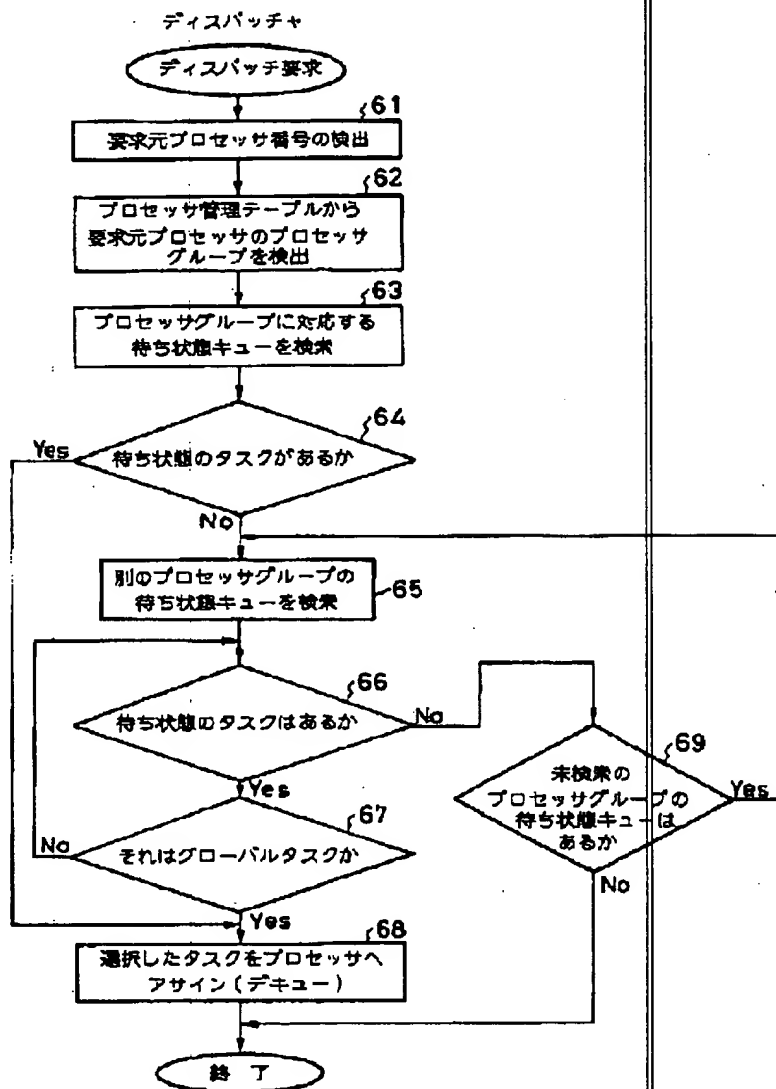 ディスパッチャ
ディスパッチ要求
61
要求元プロセッサ番号の検出
62
プロセッサ管理テーブルから
要求元プロセッサのプロセッサ
グループを検出
63
プロセッサグループに対応する
待ち状態キューを検索
64
Yes
待ち状態のタスクがあるか
No
別のプロセッサグループの
待ち状態キューを検索
65
66
待ち状態のタスクはあるか
No
Yes
69
未検索の
プロセッサグループの
待ち状態キューは
あるか
Yes
No
67
No
それはグローバルタスクか
Yes
68
選択したタスクをプロセッサへ
アサイン(デキュー)
終了